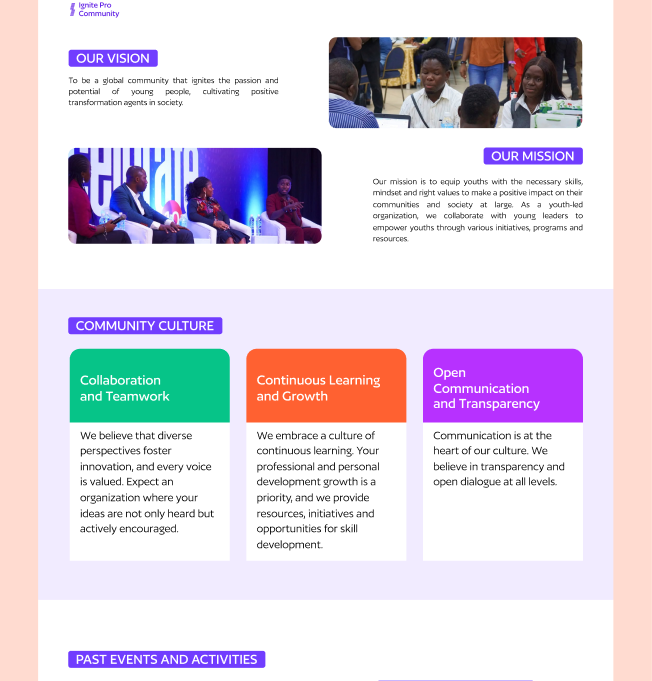 Ignite Pro
Community
OUR VISION
To be a global community that ignites the passion and
potential of young people, cultivating positive
transformation agents in society.
OUR MISSION
Our mission is to equip youths with the necessary skills,
mindset and right values to make a positive impact on their
communities and society at large. As a youth-led
organization, we collaborate with young leaders to
empower youths through various initiatives, programs and
resources.
COMMUNITY CULTURE
Collaboration
and Teamwork
We believe that diverse
perspectives foster
innovation, and every voice
is valued. Expect an
organization where your
ideas are not only heard but
actively encouraged.
Continuous Learning
and Growth
We embrace a culture of
continuous learning. Your
professional and personal
development growth is a
priority, and we provide
resources, initiatives and
opportunities for skill
development.
Open
Communication
and Transparency
Communication is at the
heart of our culture. We
believe in transparency and
open dialogue at all levels.
PAST EVENTS AND ACTIVITIES